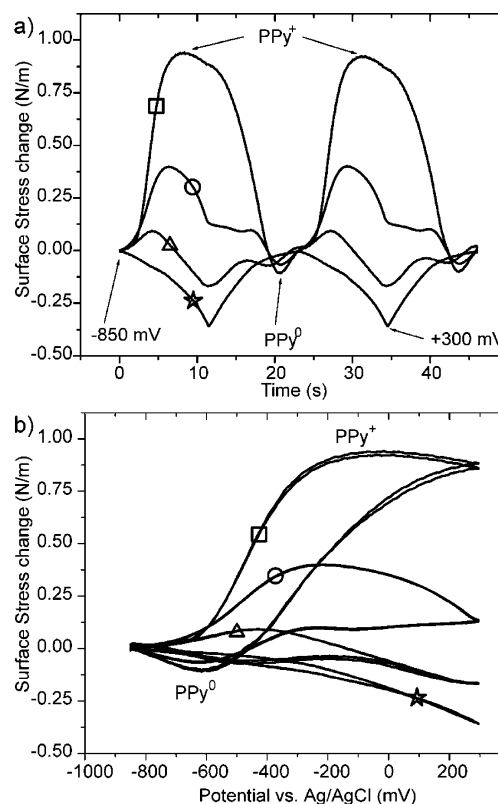 a)
Surface Stress change (N/m)
1.00
0.75
0.50
0.25
0.00
-0.25
-0.50
PPy+
-850 mV
PPy0
+300 mV
0 10 20 30 40
Time (s)
b)
Surface Stress change (N/m)
1.00
0.75
0.50
0.25
0.00
-0.25
-0.50
PPy+
PPy0
-1000 -800 -600 -400 -200 0 200
Potential vs. Ag/AgCl (mV)